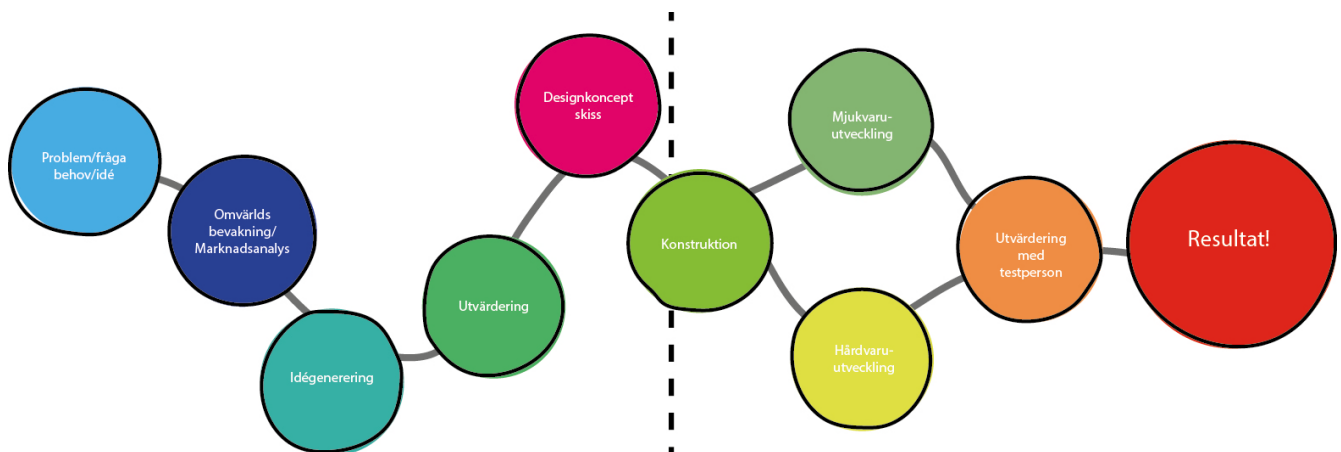 Problem/fråga
behov/idé
Omvärlds
bevakning/
Marknadsanalys
Idégenerering
Utvärdering
Designkoncept
skiss
Konstruktion
Mjukvaru-
utveckling
Hårdvaru-
utveckling
Utvärdering
med
testperson
Resultat!